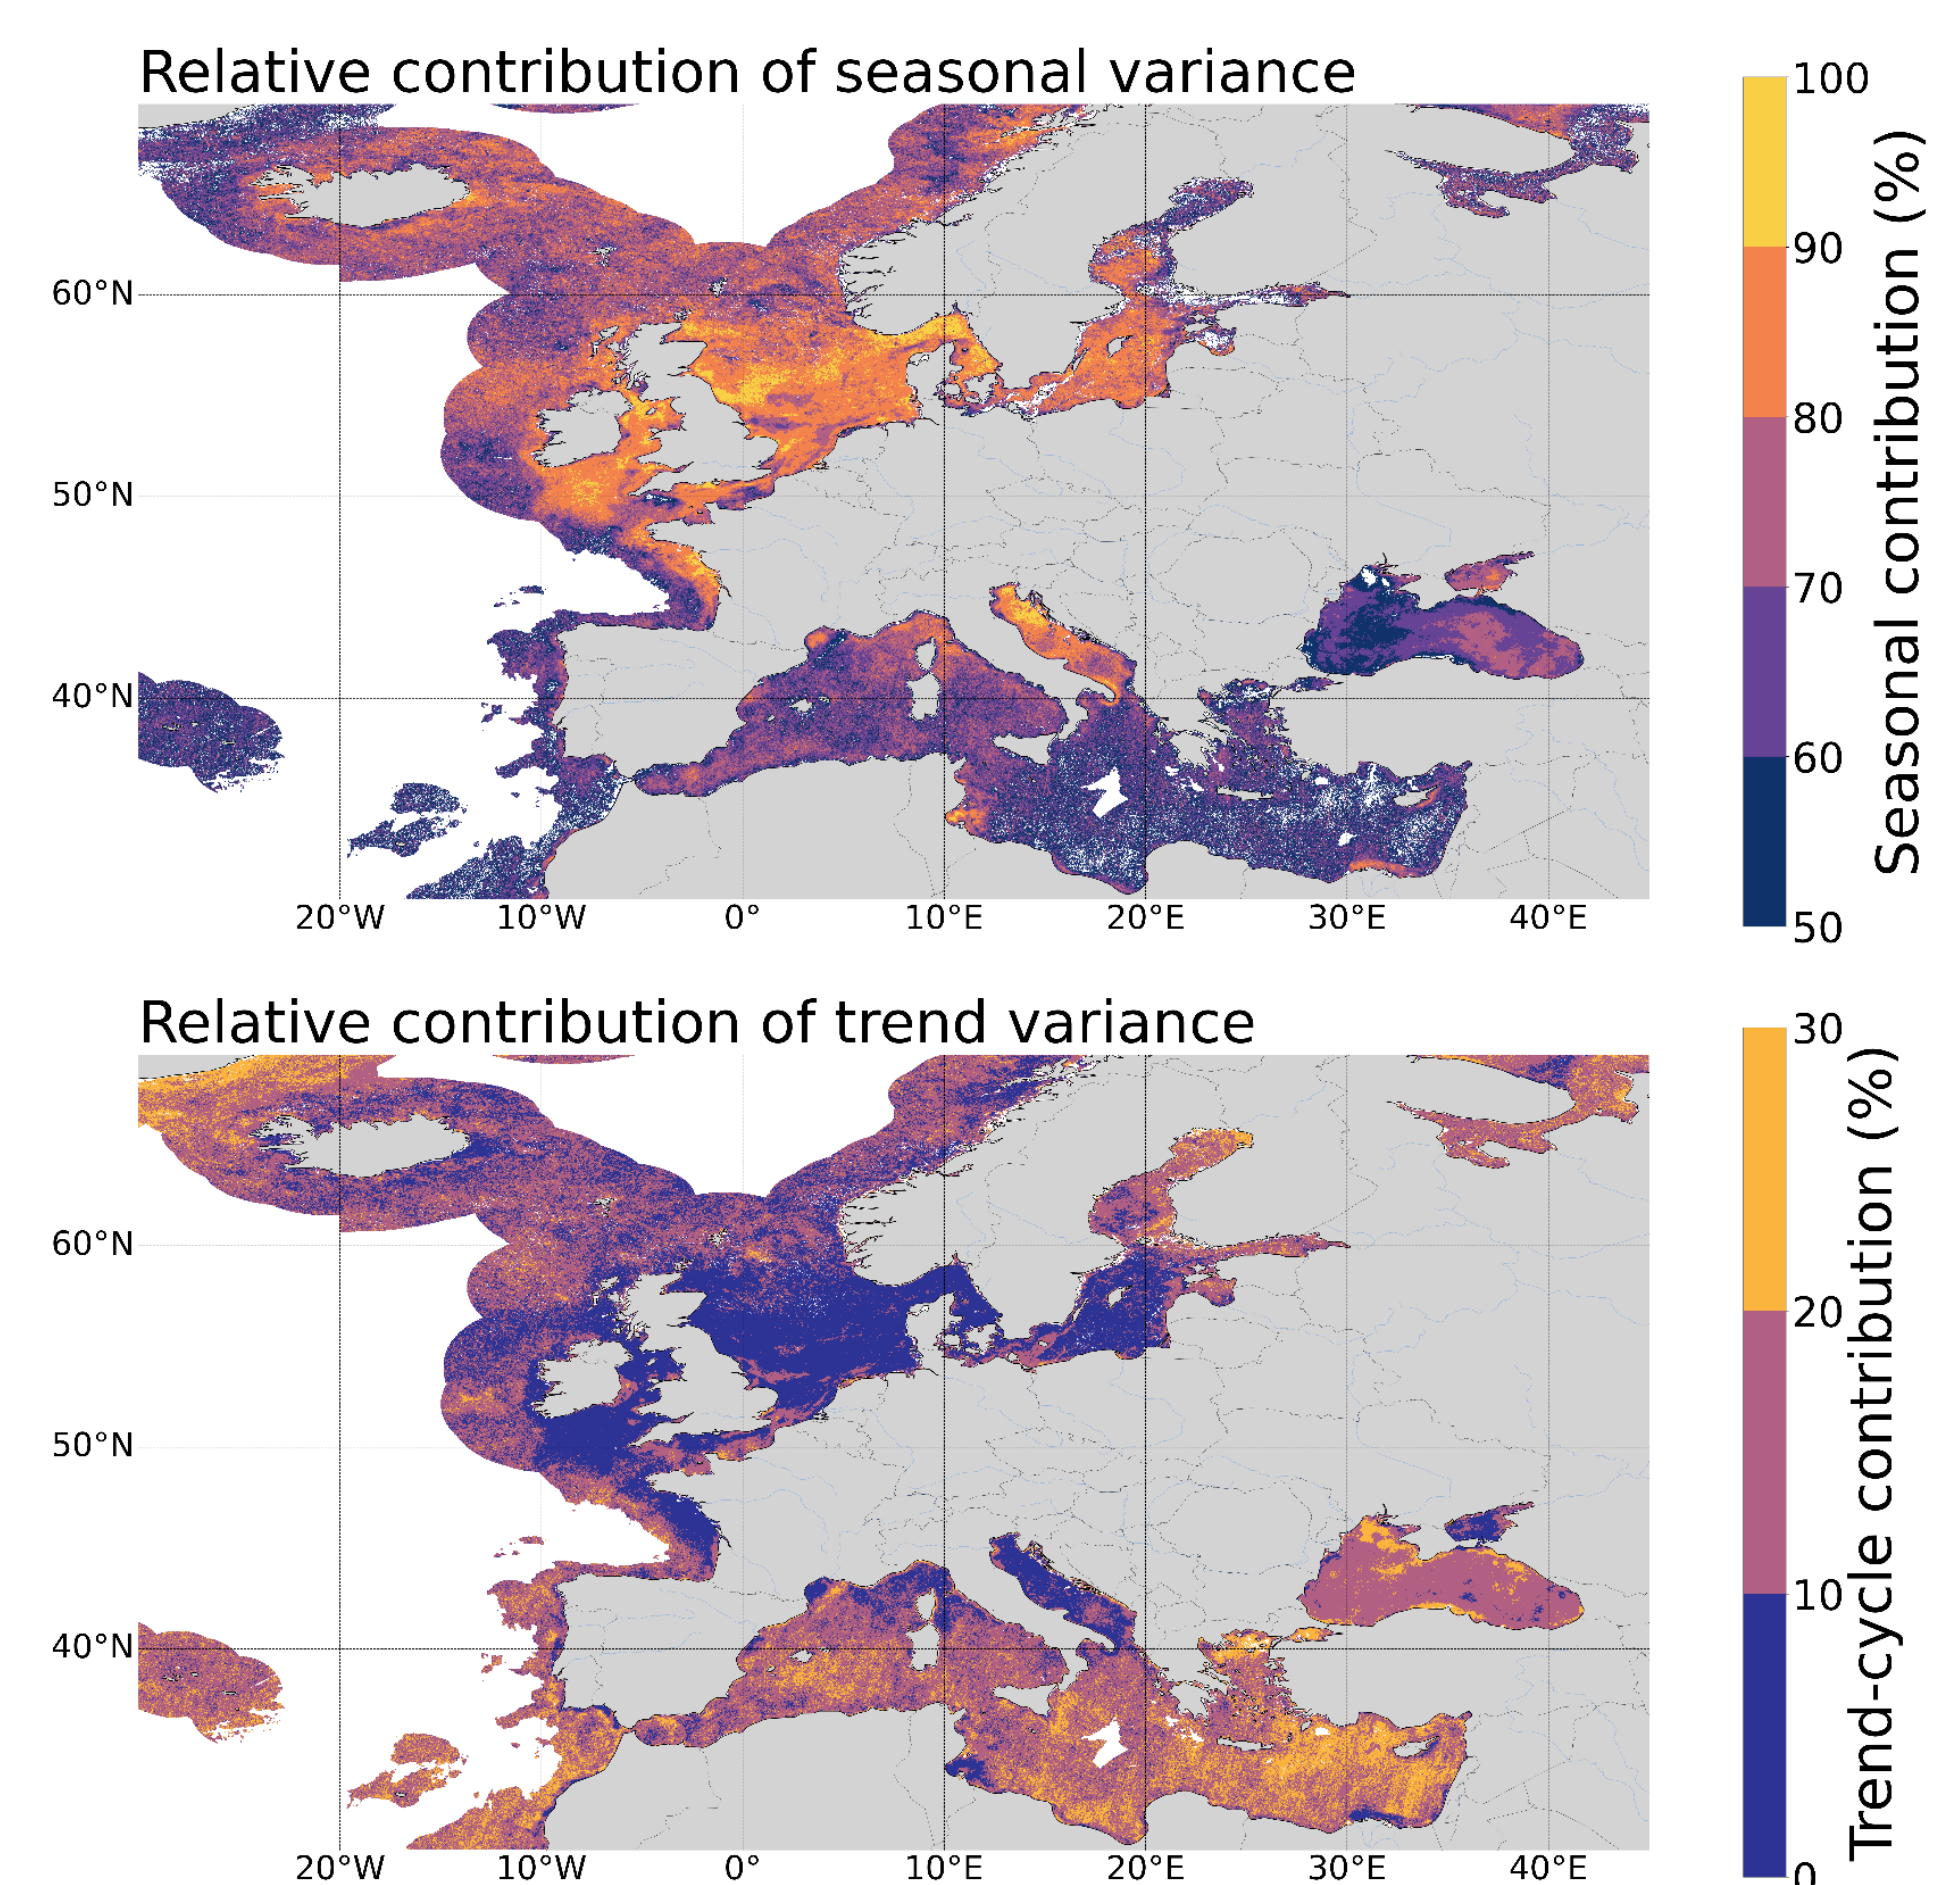 Relative contribution of seasonal variance
60°N
50°N
40°N
20°W 10°W 0° 10°E 20°E 30°E 40°E
100
90
80
70
60
50
Seasonal contribution (%)
Relative contribution of trend variance
60°N
50°N
40°N
20°W 10°W 0° 10°E 20°E 30°E 40°E
30
20
10
0
Trend-cycle contribution (%)